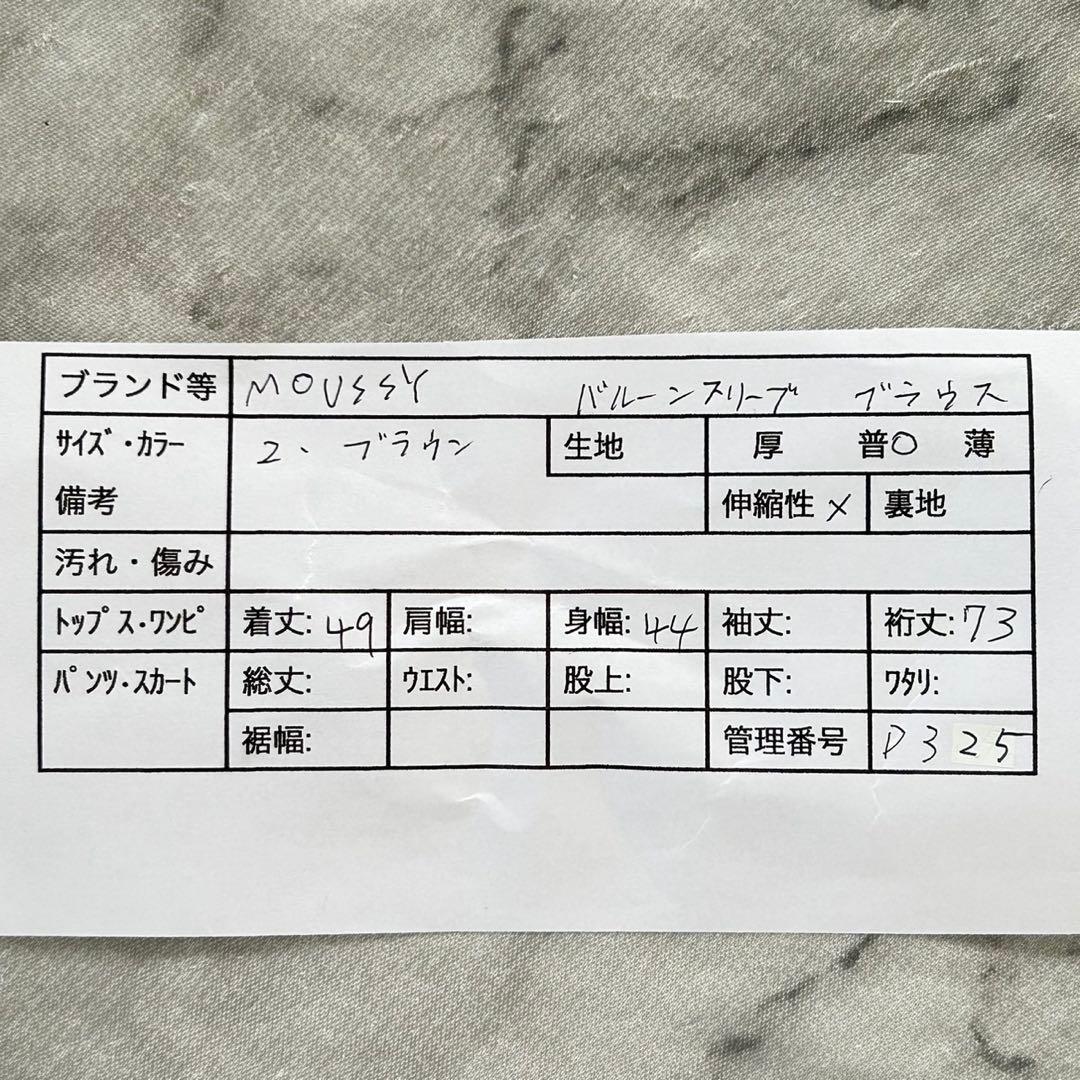 ブランド等 MOUSSY バルーンスリーブ ブラウス
サイズ・カラー 2. ブラウン 生地 厚 普○ 薄
備考 伸縮性 × 裏地
汚れ・傷み
トップス・ワンピ 着丈: 49 肩幅: 身幅: 44 袖丈: 裄丈: 73
パンツ・スカート 総丈: ウエスト: 股上: 股下: ワタリ:
裾幅: 管理番号 P325